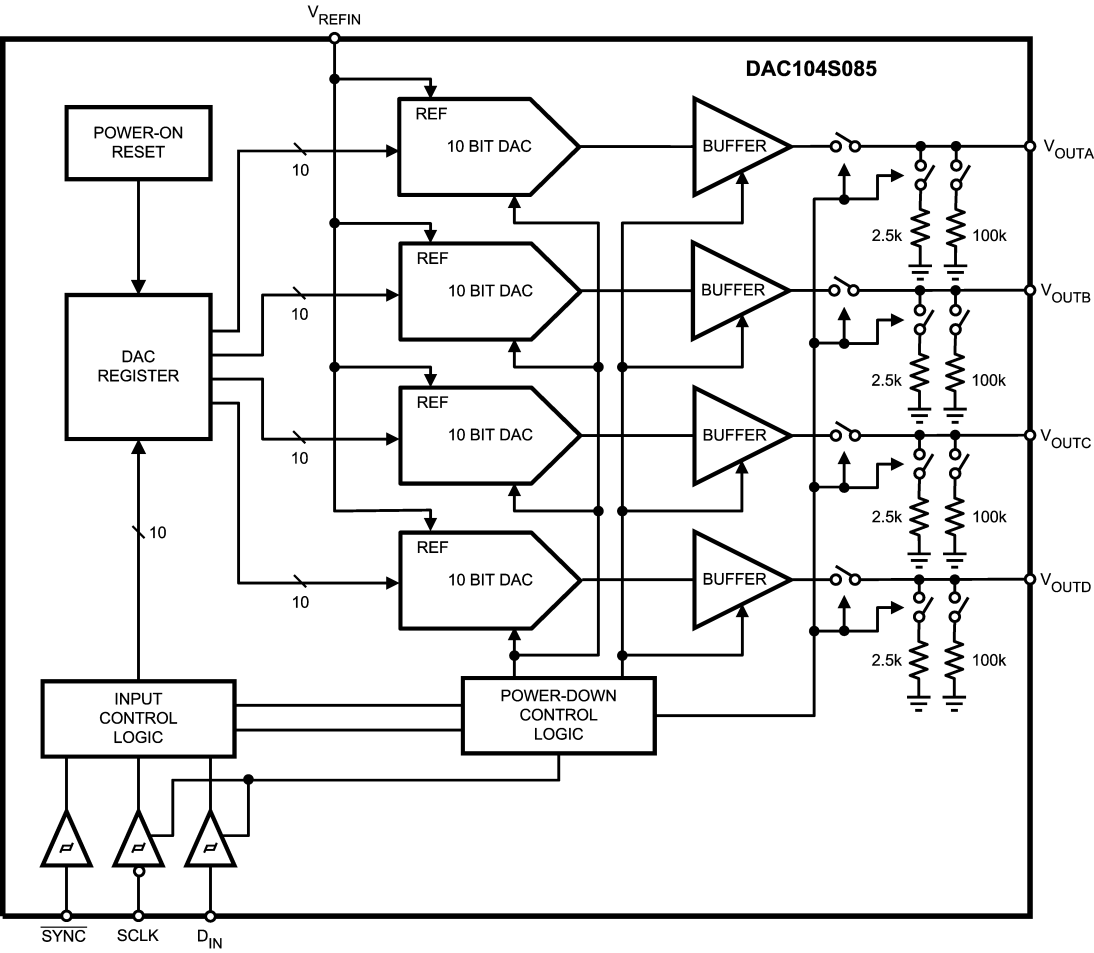 VREFIN
DAC104S085
POWER-ON
RESET
REF
10 BIT DAC
BUFFER
VOUTA
10
2.5k
100k
REF
10 BIT DAC
BUFFER
VOUTB
10
2.5k
100k
DAC
REGISTER
REF
10 BIT DAC
BUFFER
VOUTC
10
2.5k
100k
10
REF
10 BIT DAC
BUFFER
VOUTD
10
2.5k
100k
INPUT
CONTROL
LOGIC
POWER-DOWN
CONTROL
LOGIC
SYNC
SCLK
DIN